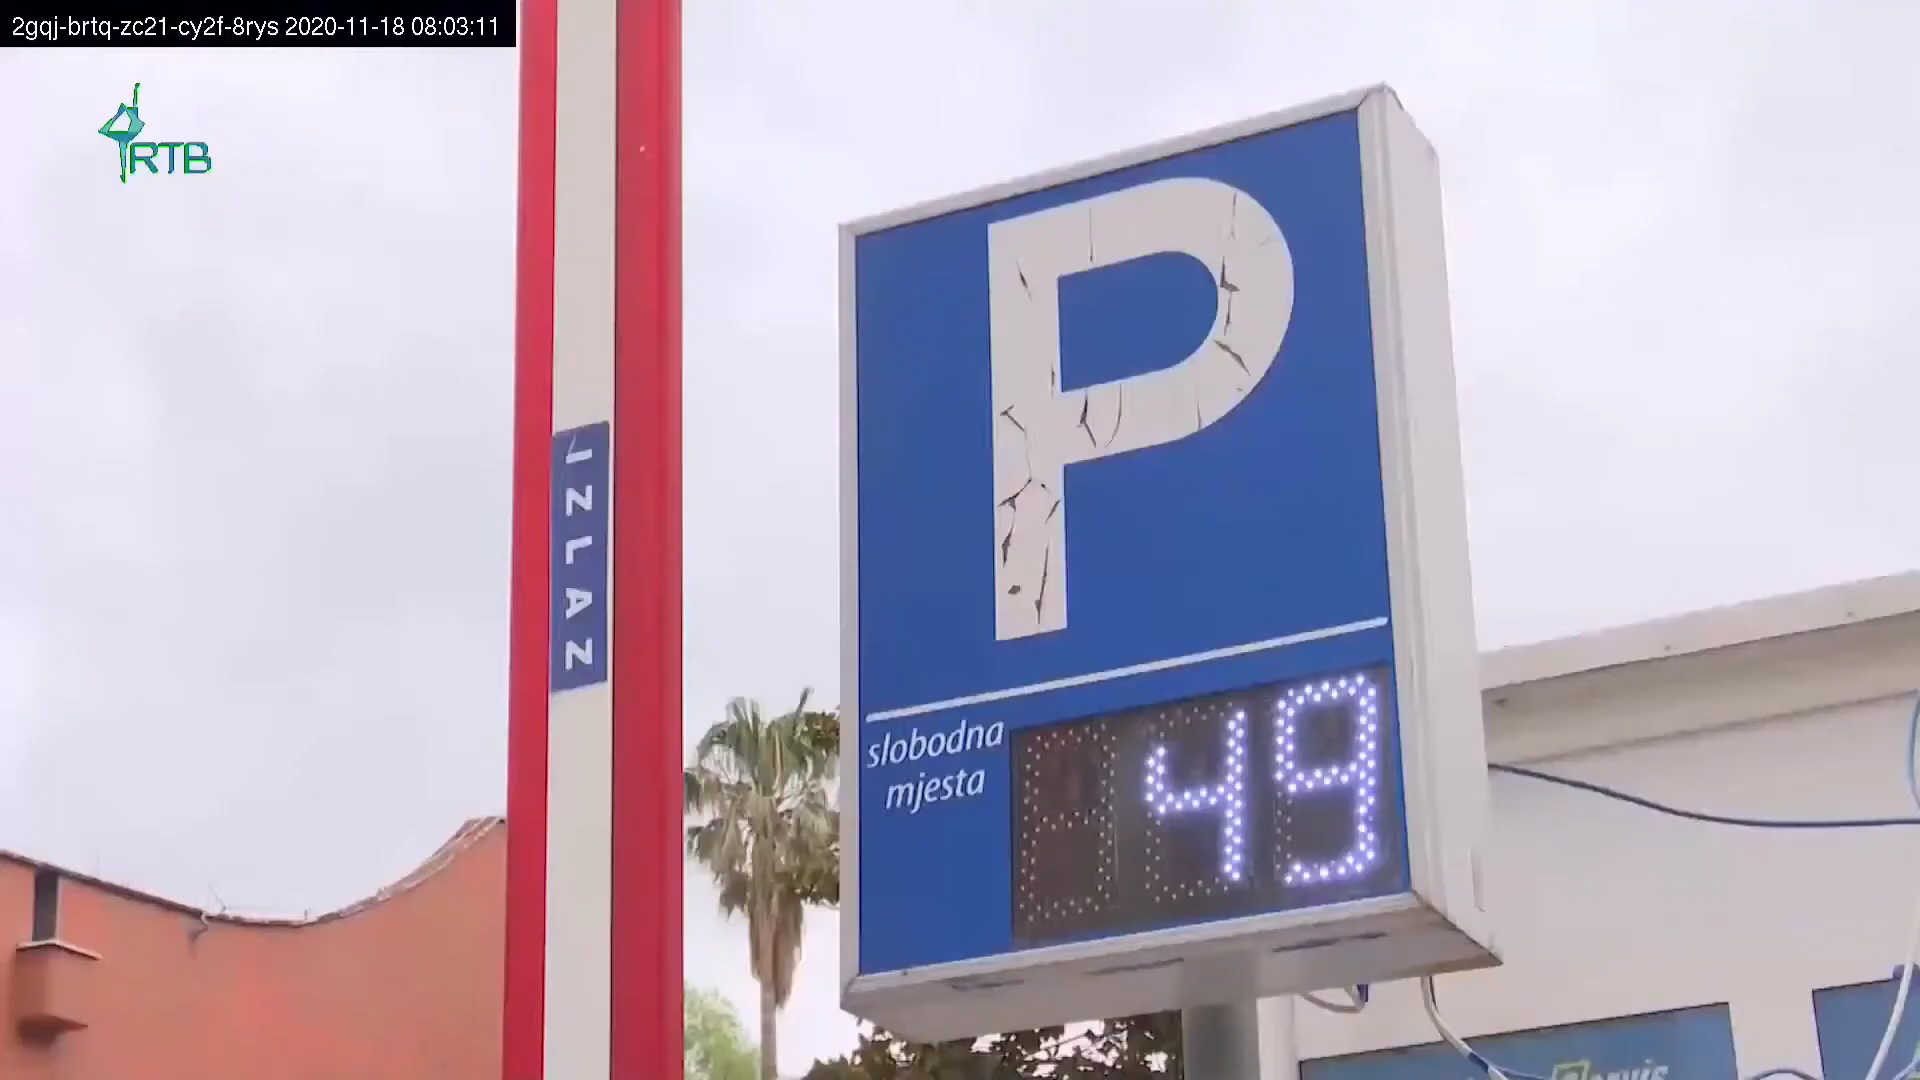 2gqj-brtq-zc21-cy2f-8rys 2020-11-18 08:03:11
RTB
IZLAZ
P
slobodna
mjesta
49